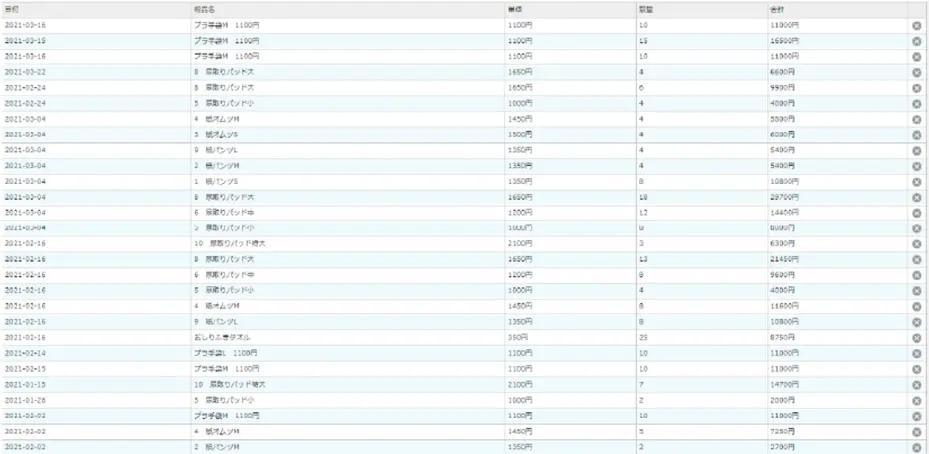 日付 商品名 単価 数量 合計
2021-03-16 プラ手袋M 1100円 1100円 10 11000円
2021-03-15 プラ手袋M 1100円 1100円 15 16500円
2021-03-16 プラ手袋M 1100円 1100円 10 11000円
2021-03-22 8 尿取りパッド大 1650円 4 6600円
2021-02-24 8 尿取りパッド大 1650円 6 9900円
2021-02-24 5 尿取りパッド小 1000円 4 4000円
2021-03-04 4 紙オムツM 1450円 4 5800円
2021-03-04 3 紙オムツS 1500円 4 6000円
2021-03-04 9 紙パンツL 1350円 4 5400円
2021-03-04 2 紙パンツM 1350円 4 5400円
2021-03-04 1 紙パンツS 1350円 8 10800円
2021-03-04 8 尿取りパッド大 1650円 18 29700円
2021-03-04 6 尿取りパッド中 1200円 12 14400円
2021-03-04 5 尿取りパッド小 1000円 8 8000円
2021-02-16 10 尿取りパッド特大 2100円 3 6300円
2021-02-16 8 尿取りパッド大 1650円 13 21450円
2021-02-16 6 尿取りパッド中 1200円 8 9600円
2021-02-16 5 尿取りパッド小 1000円 4 4000円
2021-02-16 4 紙オムツM 1450円 8 11600円
2021-02-16 9 紙パンツL 1350円 8 10800円
2021-02-16 おしりふきタオル 350円 25 8750円
2021-02-14 プラ手袋L 1100円 1100円 10 11000円
2021-02-15 プラ手袋M 1100円 1100円 10 11000円
2021-01-15 10 尿取りパッド特大 2100円 7 14700円
2021-01-28 5 尿取りパッド小 1000円 2 2000円
2021-02-02 プラ手袋M 1100円 1100円 10 11000円
2021-02-02 4 紙オムツM 1450円 5 7250円
2021-02-02 2 紙パンツM 1350円 2 2700円